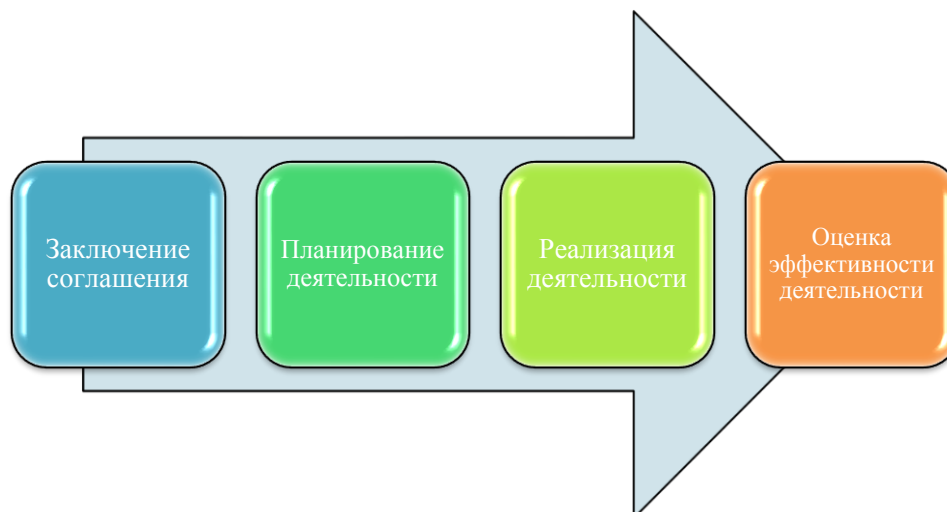 Заключение
соглашения
Планирование
деятельности
Реализация
деятельности
Оценка
эффективности
деятельности